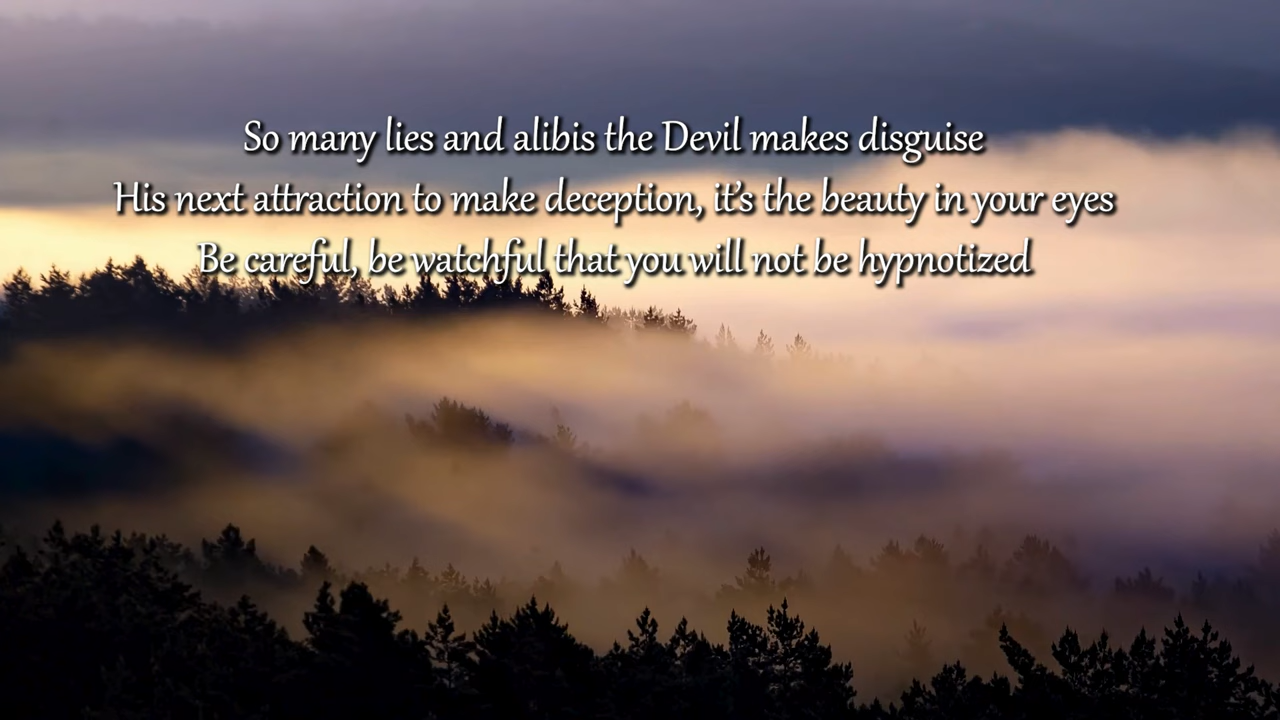 So many lies and alibis the Devil makes disguise
His next attraction to make deception, it's the beauty in your eyes
Be careful, be watchful that you will not be hypnotized